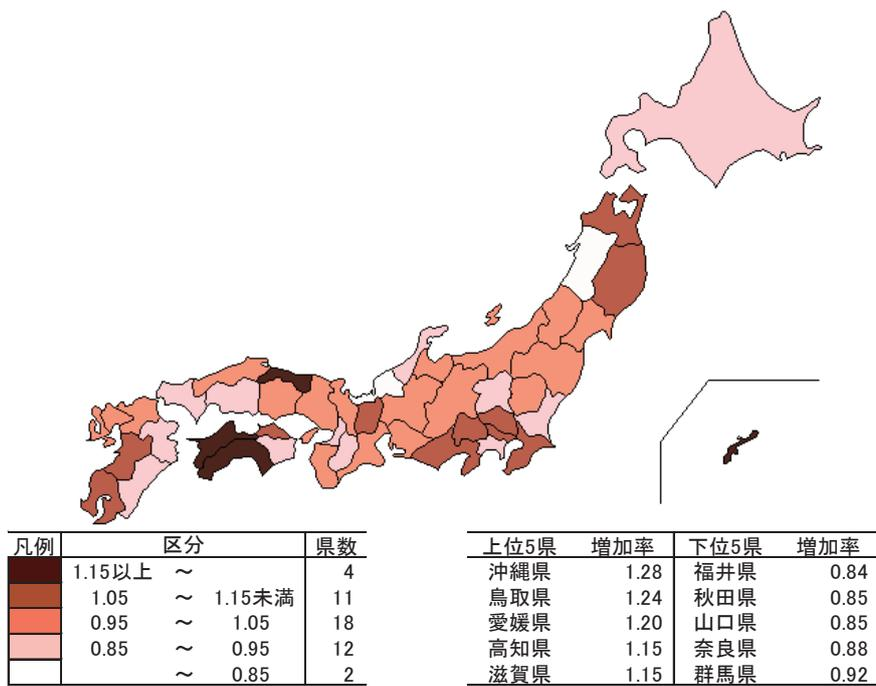 凡例 区分 県数
1.15以上 ～ 4
1.05 ～ 1.15未満 11
0.95 ～ 1.05 18
0.85 ～ 0.95 12
～ 0.85 2
上位5県 増加率 下位5県 増加率
沖縄県 1.28 福井県 0.84
鳥取県 1.24 秋田県 0.85
愛媛県 1.20 山口県 0.85
高知県 1.15 奈良県 0.88
滋賀県 1.15 群馬県 0.92